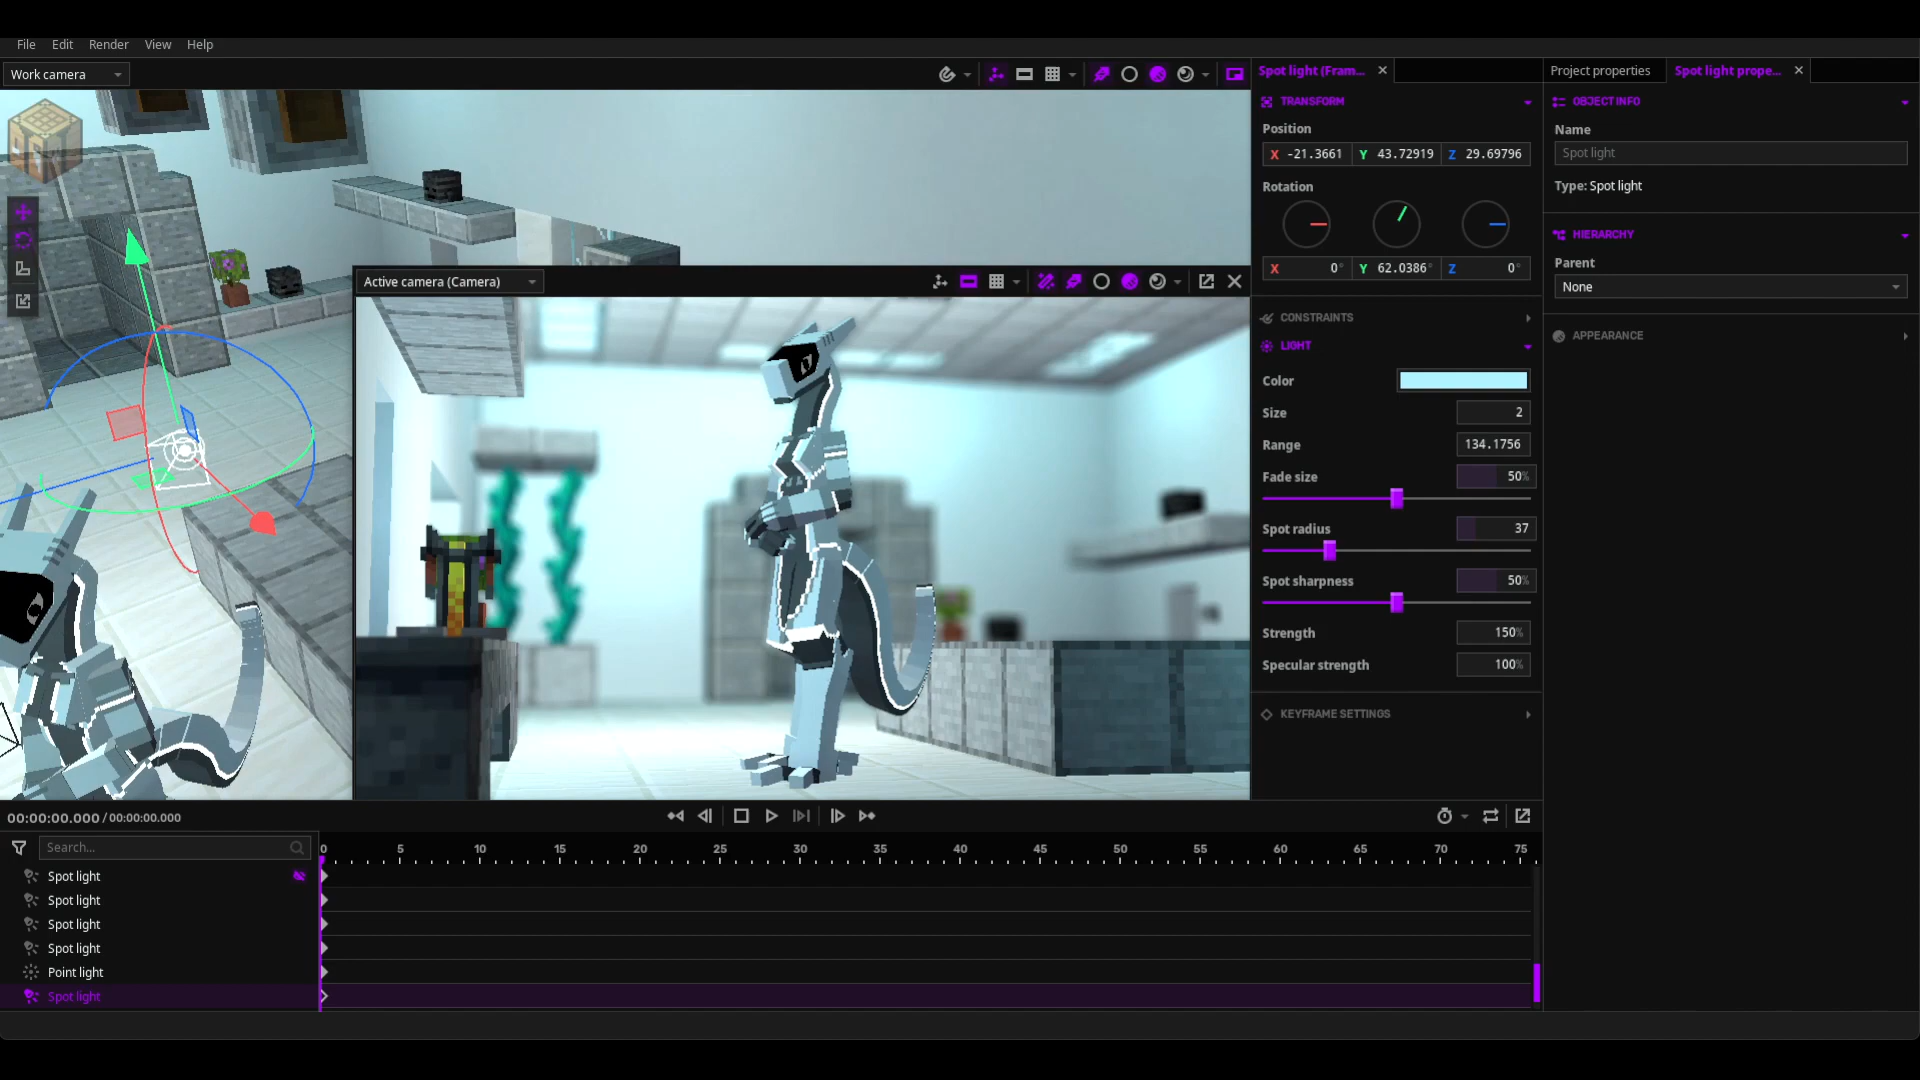 File Edit Render View Help
Work camera
Spot light (Fram...
Project properties
Spot light prope...
TRANSFORM
Position
X -21.3661 Y 43.72919 Z 29.69796
Rotation
X 0° Y 62.0386° Z 0°
CONSTRAINTS
LIGHT
Color
Size 2
Range 134.1756
Fade size 50%
Spot radius 37
Spot sharpness 50%
Strength 150%
Specular strength 100%
KEYFRAME SETTINGS
OBJECT INFO
Name
Spot light
Type: Spot light
HIERARCHY
Parent
None
APPEARANCE
Active camera (Camera)
00:00:00.000 / 00:00:00.000
Search...
0 5 10 15 20 25 30 35 40 45 50 55 60 65 70 75
Spot light
Spot light
Spot light
Spot light
Point light
Spot light